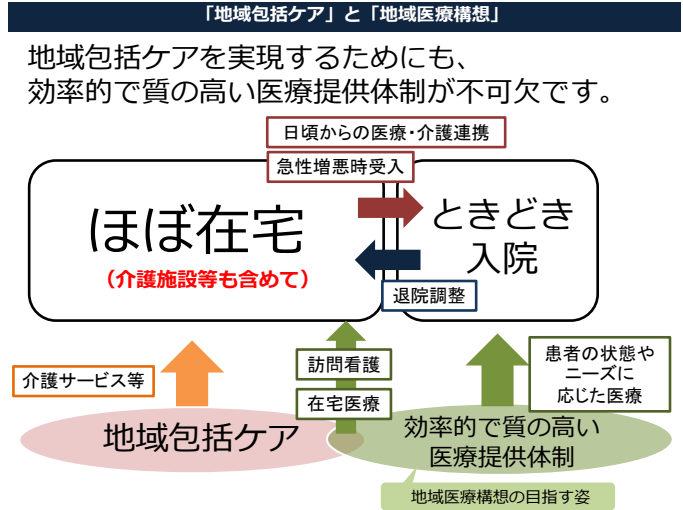 「地域包括ケア」と「地域医療構想」
地域包括ケアを実現するためにも、
効率的で質の高い医療提供体制が不可欠です。
日頃からの医療・介護連携
急性増悪時受入
ほぼ在宅
（介護施設等も含めて）
ときどき
入院
退院調整
介護サービス等
訪問看護
在宅医療
患者の状態や
ニーズに
応じた医療
地域包括ケア
効率的で質の高い
医療提供体制
地域医療構想の目指す姿